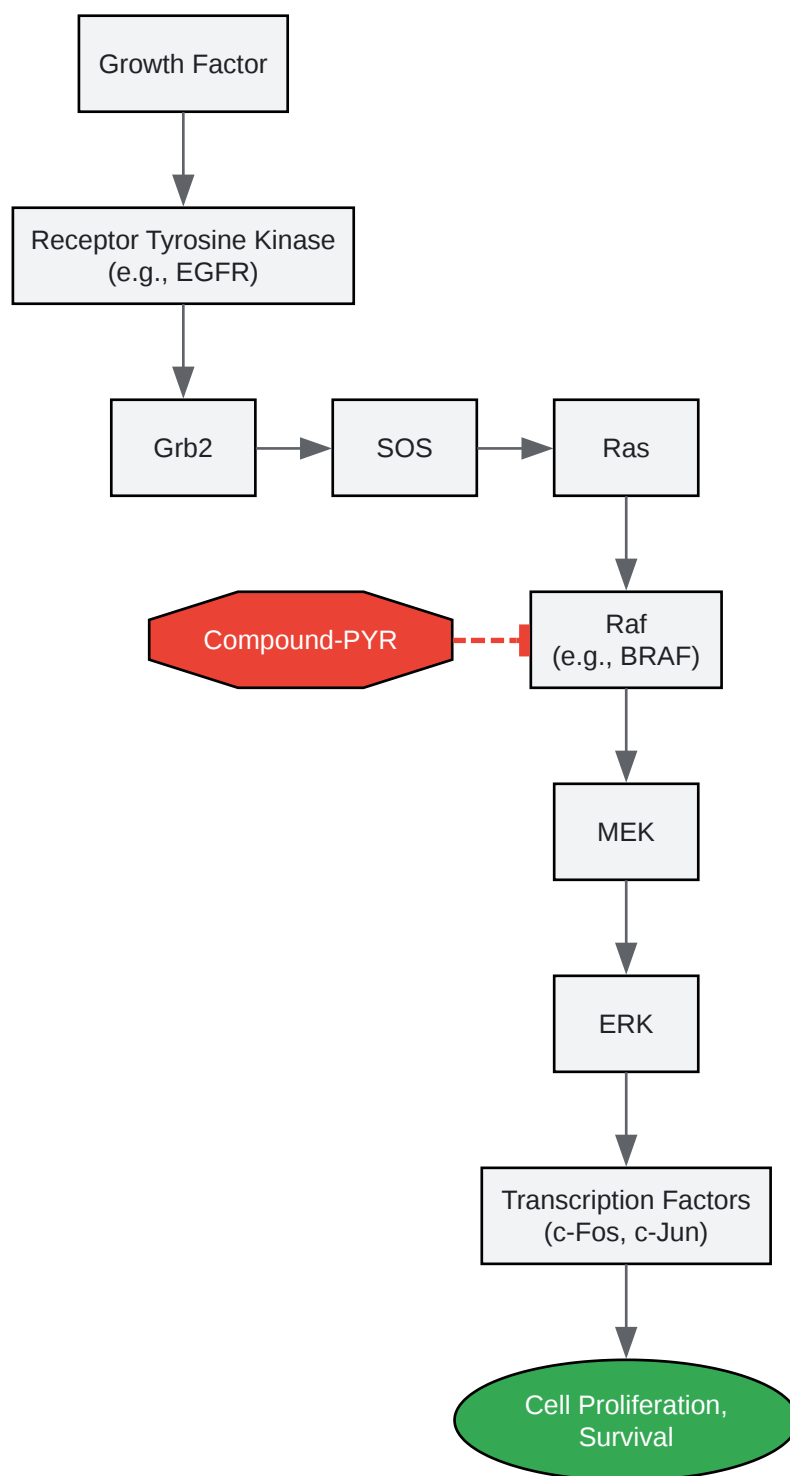 Growth Factor
Receptor Tyrosine Kinase
(e.g., EGFR)
Grb2
SOS
Ras
Compound-PYR
Raf
(e.g., BRAF)
MEK
ERK
Transcription Factors
(c-Fos, c-Jun)
Cell Proliferation,
Survival